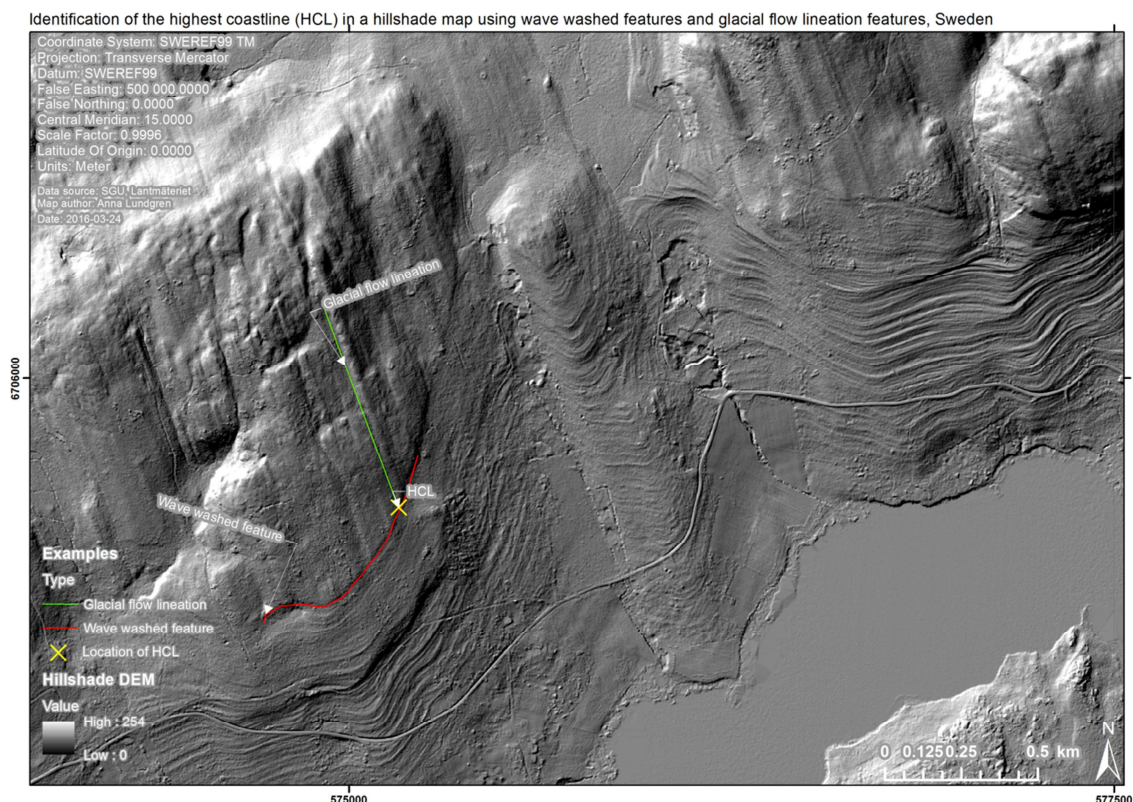 Identification of the highest coastline (HCL) in a hillshade map using wave washed features and glacial flow lineation features, Sweden
575000
577500
Coordinate System: SWEREF99 TM
Projection: Transverse Mercator
Datum: SWEREF99
False Easting: 500 000.0000
False Northing: 0.0000
Central Meridian: 15.0000
Scale Factor: 0.9996
Latitude Of Origin: 0.0000
Units: Meter
Data source: SGU, Lantmäteriet
Map author: Anna Lundgren
Date: 2016-03-24
Glacial flow lineation
6706000
HCL
Wave washed feature
Examples
Type
Glacial flow lineation
Wave washed feature
Location of HCL
Hillshade DEM
Value
High : 254
Low : 0
N
0 0.125 0.25 0.5 km
575000
577500